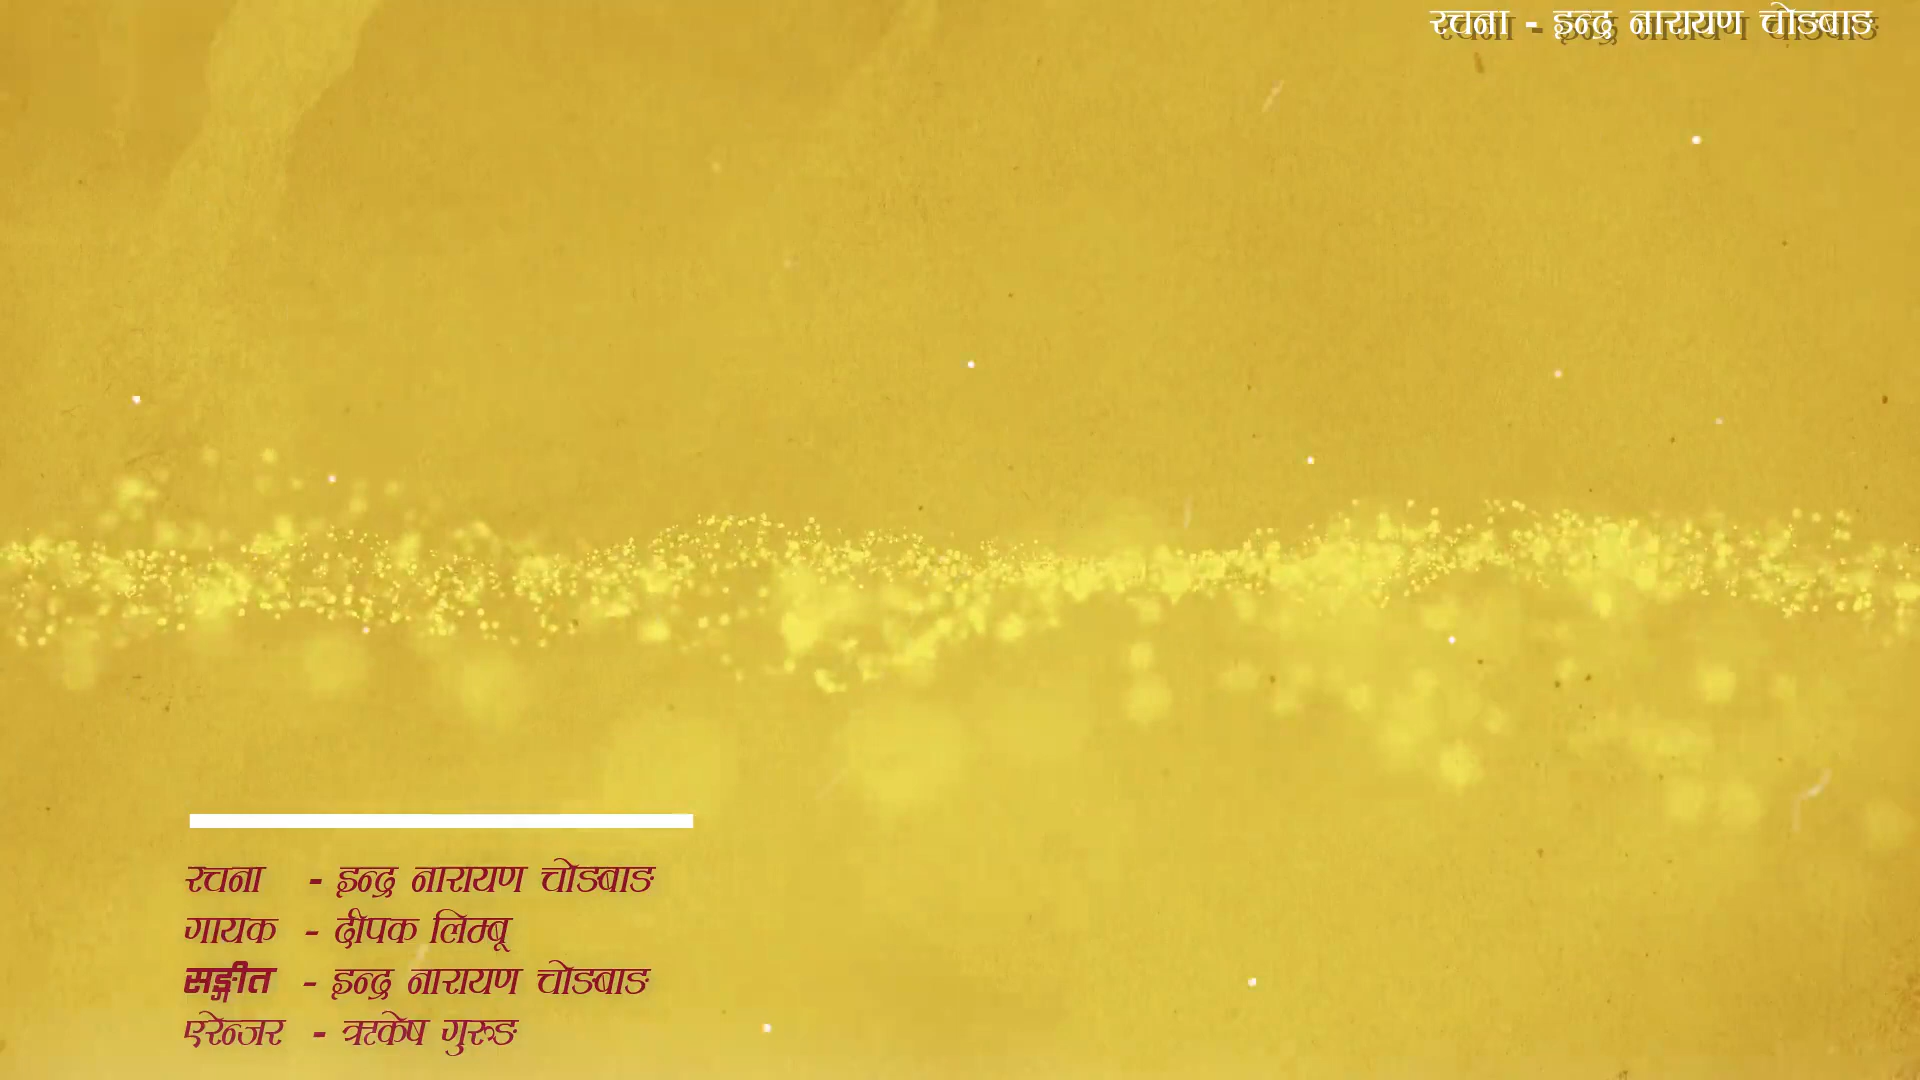 रचना - इन्द्र नारायण चोङबाङ
रचना - इन्द्र नारायण चोङबाङ
गायक - दीपक लिम्बू
सङ्गीत - इन्द्र नारायण चोङबाङ
एरेन्जर - ऋकेष गुरुङ